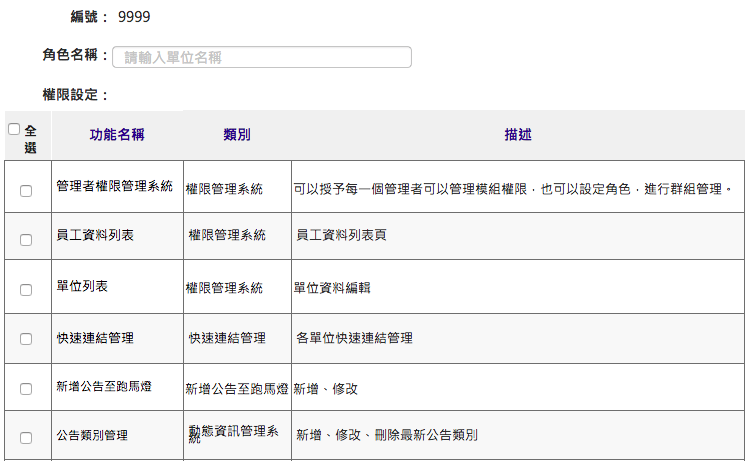 編號： 9999
角色名稱： 請輸入單位名稱
權限設定：
全選 功能名稱 類別 描述
管理者權限管理系統 權限管理系統 可以授予每一個管理者可以管理模組權限，也可以設定角色，進行群組管理。
員工資料列表 權限管理系統 員工資料列表頁
單位列表 權限管理系統 單位資料編輯
快速連結管理 快速連結管理 各單位快速連結管理
新增公告至跑馬燈 新增公告至跑馬燈 新增、修改
公告類別管理 動態資訊管理系統 新增、修改、刪除最新公告類別